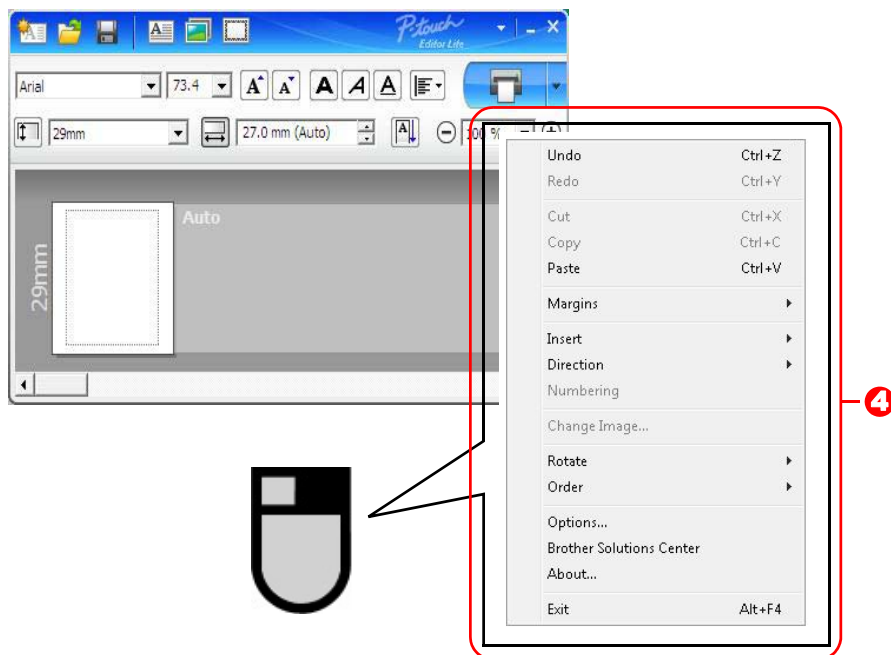 P-touch
Editor Lite
Arial
73.4
A A A A A
29mm
27.0 mm (Auto)
A
100 %
Auto
29mm
Undo Ctrl+Z
Redo Ctrl+Y
Cut Ctrl+X
Copy Ctrl+C
Paste Ctrl+V
Margins
Insert
Direction
Numbering
Change Image...
Rotate
Order
Options...
Brother Solutions Center
About...
Exit Alt+F4
4